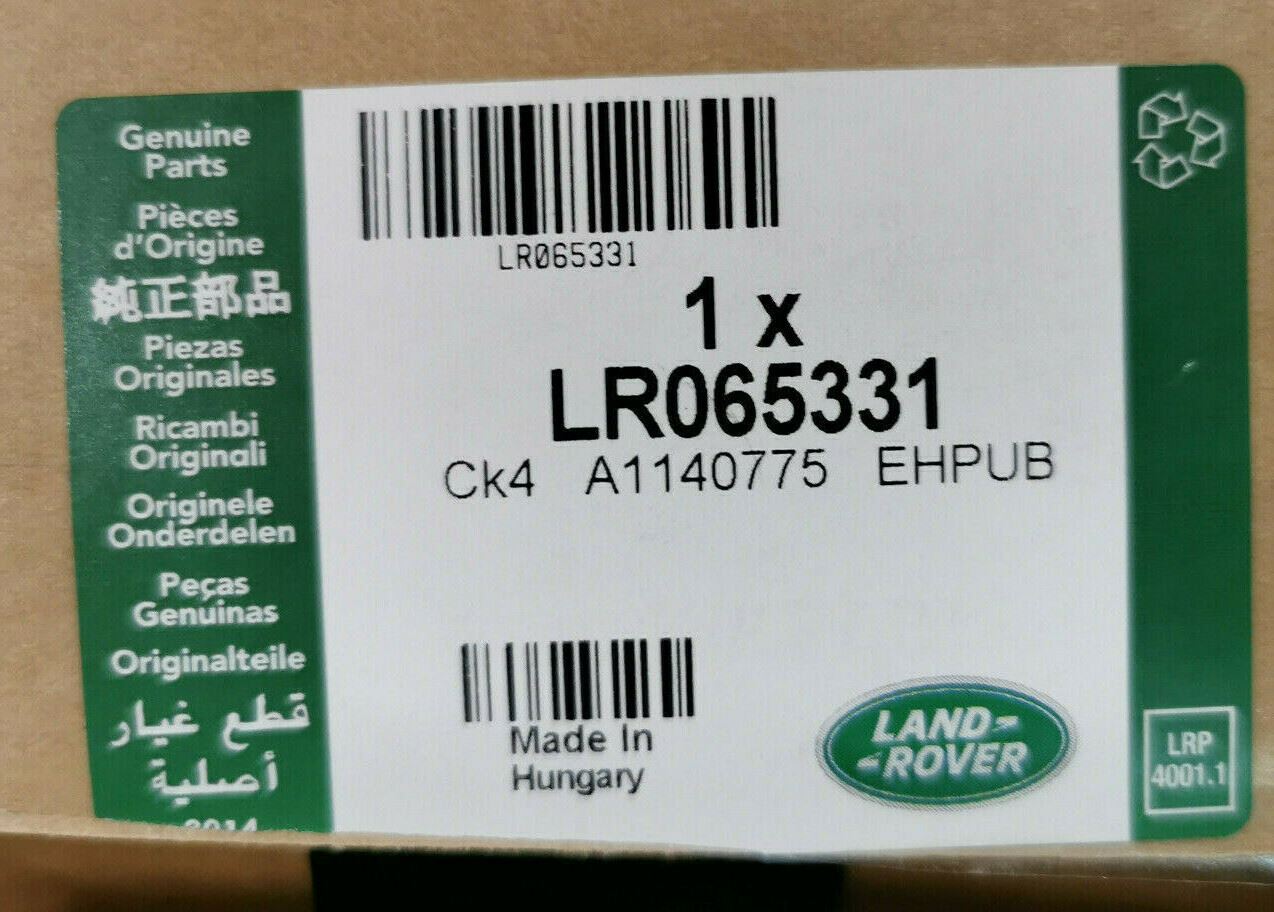 Genuine
Parts
Pièces
d'Origine
純正部品
Piezas
Originales
Ricambi
Originali
Originele
Onderdelen
Peças
Genuinas
Originalteile
قطع غيار
أصلية
LR065331
1 x
LR065331
Ck4 A1140775 EHPUB
Made In
Hungary
LAND-
-ROVER
LRP
4001.1